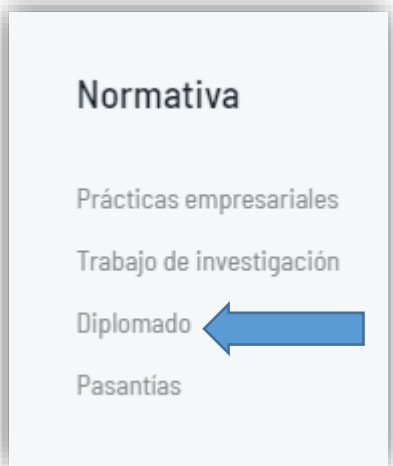 Normativa
Prácticas empresariales
Trabajo de investigación
Diplomado
Pasantías